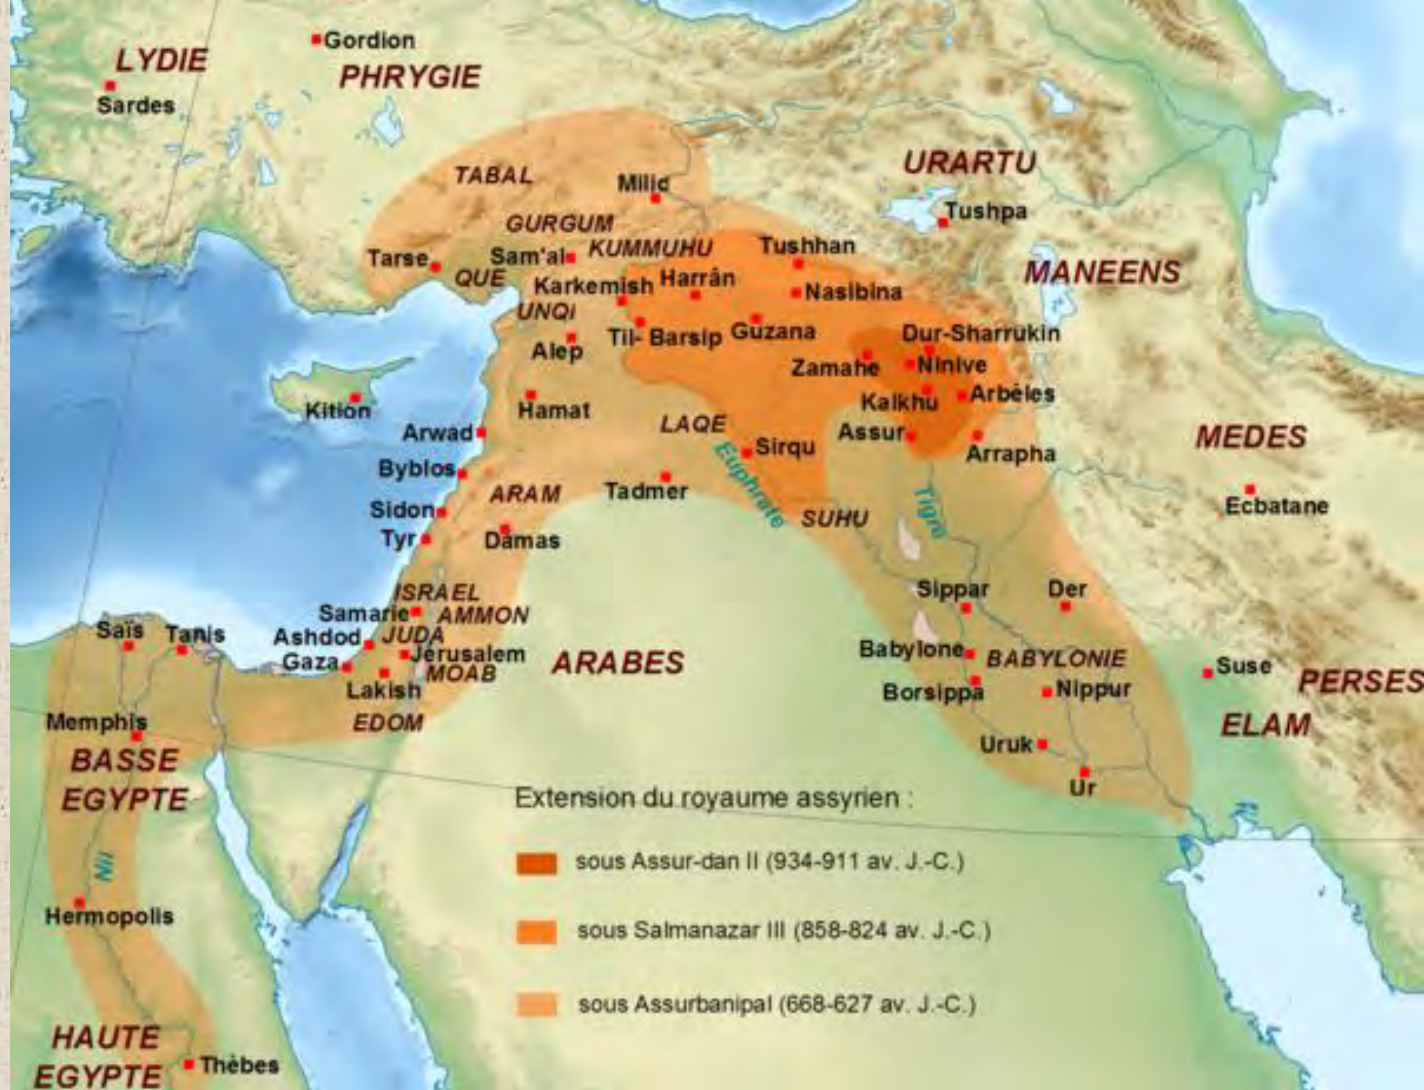 Gordion
LYDIE
PHRYGIE
Sardes
TABAL
Milid
URARTU
Tushpa
GURGUM
Tarse
Sam'al
KUMMUHU
Tushhan
QUE
Karkemish
Harrân
Nasibina
MANEENS
UNQI
Til- Barsip
Guzana
Dur-Sharrukin
Alep
Zamahe
Ninive
Kition
Hamat
Kalkhu
Arbèles
Arwad
LAQE
Assur
Sirqu
Arrapha
MEDES
Byblos
Euphrate
ARAM
Tadmer
Tigre
Ecbatane
Sidon
SUHU
Tyr
Damas
ISRAEL
Sippar
Der
Samarie
AMMON
Saïs
Tanis
Ashdod
JUDA
Gaza
Jérusalem
ARABES
Babylone
BABYLONIE
Suse
MOAB
PERSES
Lakish
Borsippa
Nippur
EDOM
ELAM
Memphis
Uruk
BASSE
EGYPTE
Ur
Extension du royaume assyrien :
sous Assur-dan II (934-911 av. J.-C.)
Nil
Hermopolis
sous Salmanazar III (858-824 av. J.-C.)
sous Assurbanipal (668-627 av. J.-C.)
HAUTE
EGYPTE
Thèbes